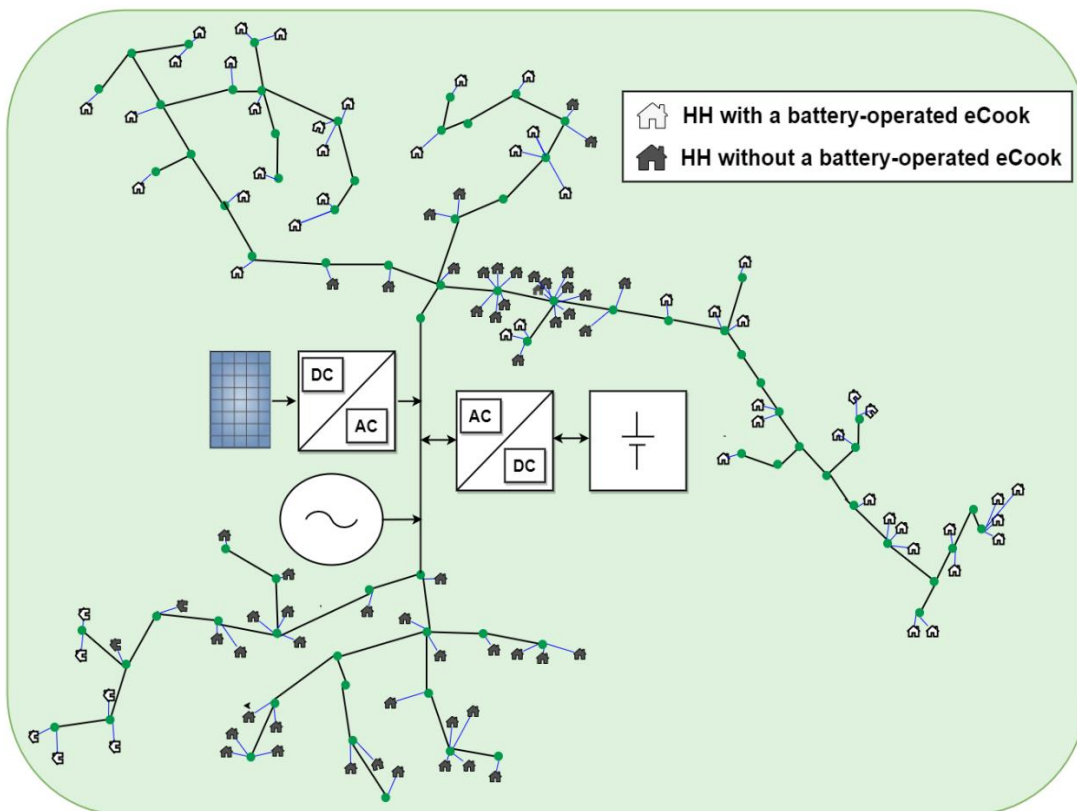 HH with a battery-operated eCook
HH without a battery-operated eCook
DC
AC
AC
DC